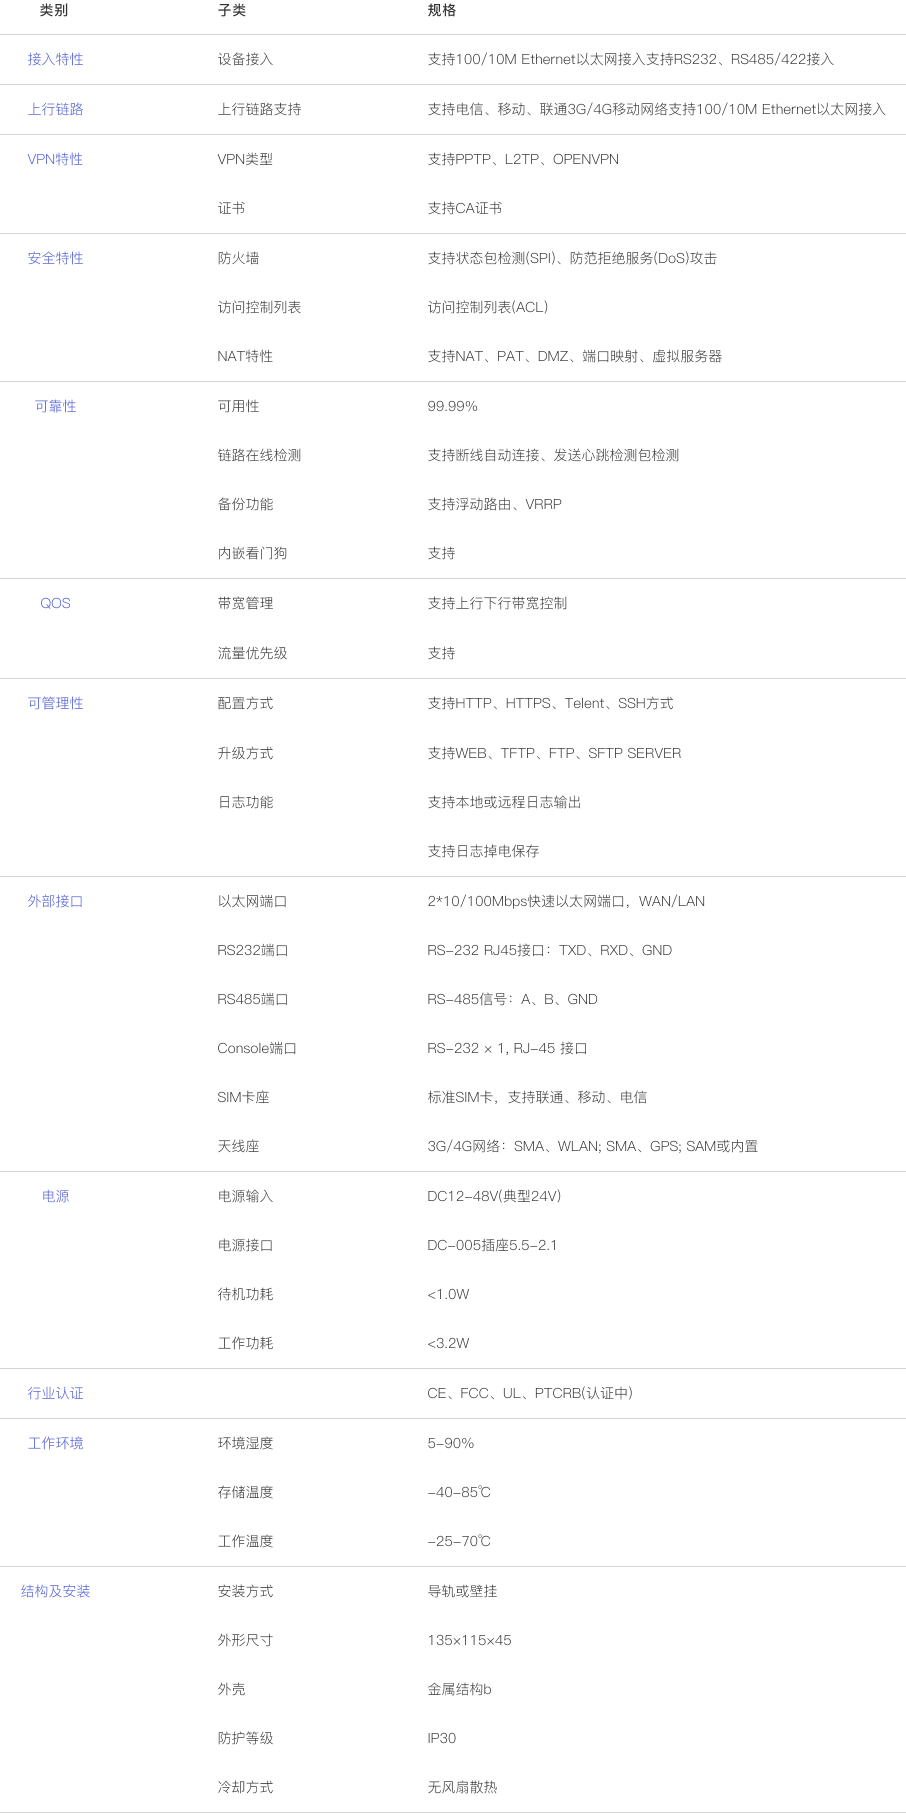 类别 子类 规格
接入特性 设备接入 支持100/10M Ethernet以太网接入支持RS232、RS485/422接入
上行链路 上行链路支持 支持电信、移动、联通3G/4G移动网络支持100/10M Ethernet以太网接入
VPN特性 VPN类型 支持PPTP、L2TP、OPENVPN
证书 支持CA证书
安全特性 防火墙 支持状态包检测(SPI)、防范拒绝服务(DoS)攻击
访问控制列表 访问控制列表(ACL)
NAT特性 支持NAT、PAT、DMZ、端口映射、虚拟服务器
可靠性 可用性 99.99%
链路在线检测 支持断线自动连接、发送心跳检测包检测
备份功能 支持浮动路由、VRRP
内嵌看门狗 支持
QOS 带宽管理 支持上行下行带宽控制
流量优先级 支持
可管理性 配置方式 支持HTTP、HTTPS、Telent、SSH方式
升级方式 支持WEB、TFTP、FTP、SFTP SERVER
日志功能 支持本地或远程日志输出
支持日志掉电保存
外部接口 以太网端口 2*10/100Mbps快速以太网端口，WAN/LAN
RS232端口 RS-232 RJ45接口：TXD、RXD、GND
RS485端口 RS-485信号：A、B、GND
Console端口 RS-232 × 1, RJ-45 接口
SIM卡座 标准SIM卡，支持联通、移动、电信
天线座 3G/4G网络：SMA、WLAN; SMA、GPS; SAM或内置
电源 电源输入 DC12-48V(典型24V)
电源接口 DC-005插座5.5-2.1
待机功耗 <1.0W
工作功耗 <3.2W
行业认证 CE、FCC、UL、PTCRB(认证中)
工作环境 环境湿度 5-90%
存储温度 -40-85℃
工作温度 -25-70℃
结构及安装 安装方式 导轨或壁挂
外形尺寸 135×115×45
外壳 金属结构b
防护等级 IP30
冷却方式 无风扇散热